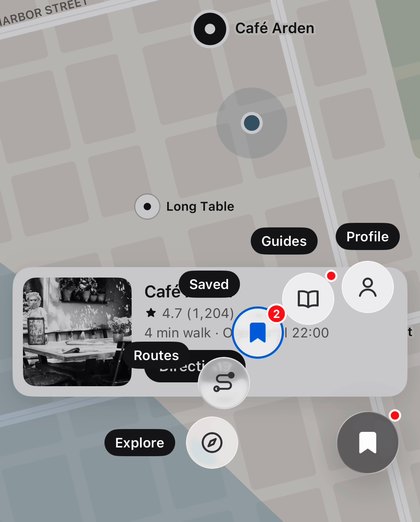 HARBOR STREET
Café Arden
Long Table
Guides
Profile
Saved
Café
4.7 (1,204)
2
4 min walk · O
22:00
Routes
Explore